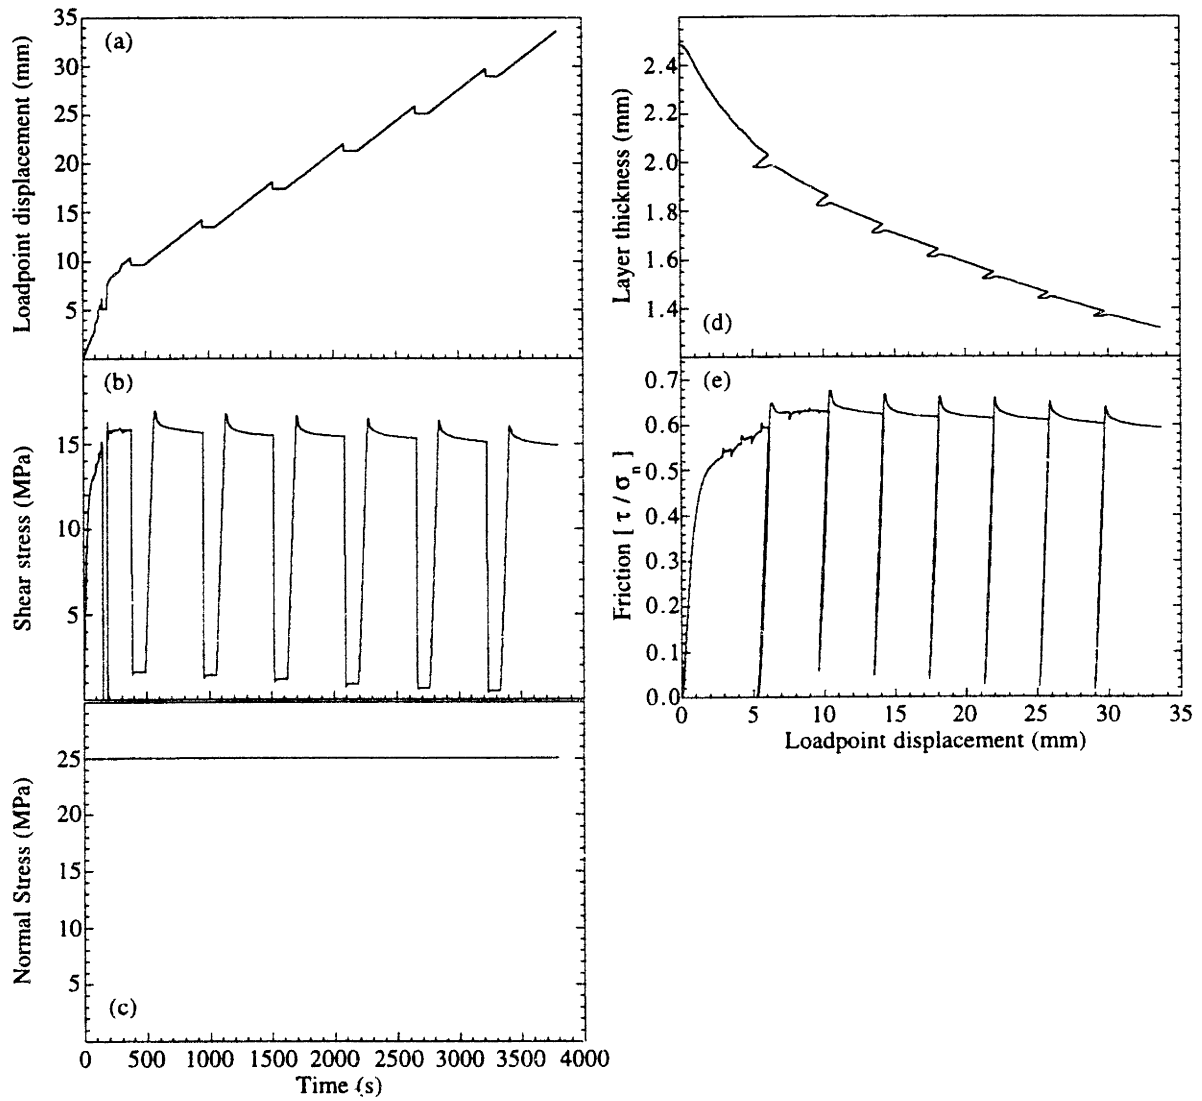 Loadpoint displacement (mm)
35
30
25
20
15
10
5
(a)
Shear stress (MPa)
15
10
5
(b)
Normal Stress (MPa)
25
20
15
10
5
(c)
0 500 1000 1500 2000 2500 3000 3500 4000
Time (s)
Layer thickness (mm)
2.4
2.2
2.0
1.8
1.6
1.4
(d)
Friction [ τ / σn ]
0.7
0.6
0.5
0.4
0.3
0.2
0.1
0.0
(e)
0 5 10 15 20 25 30 35
Loadpoint displacement (mm)